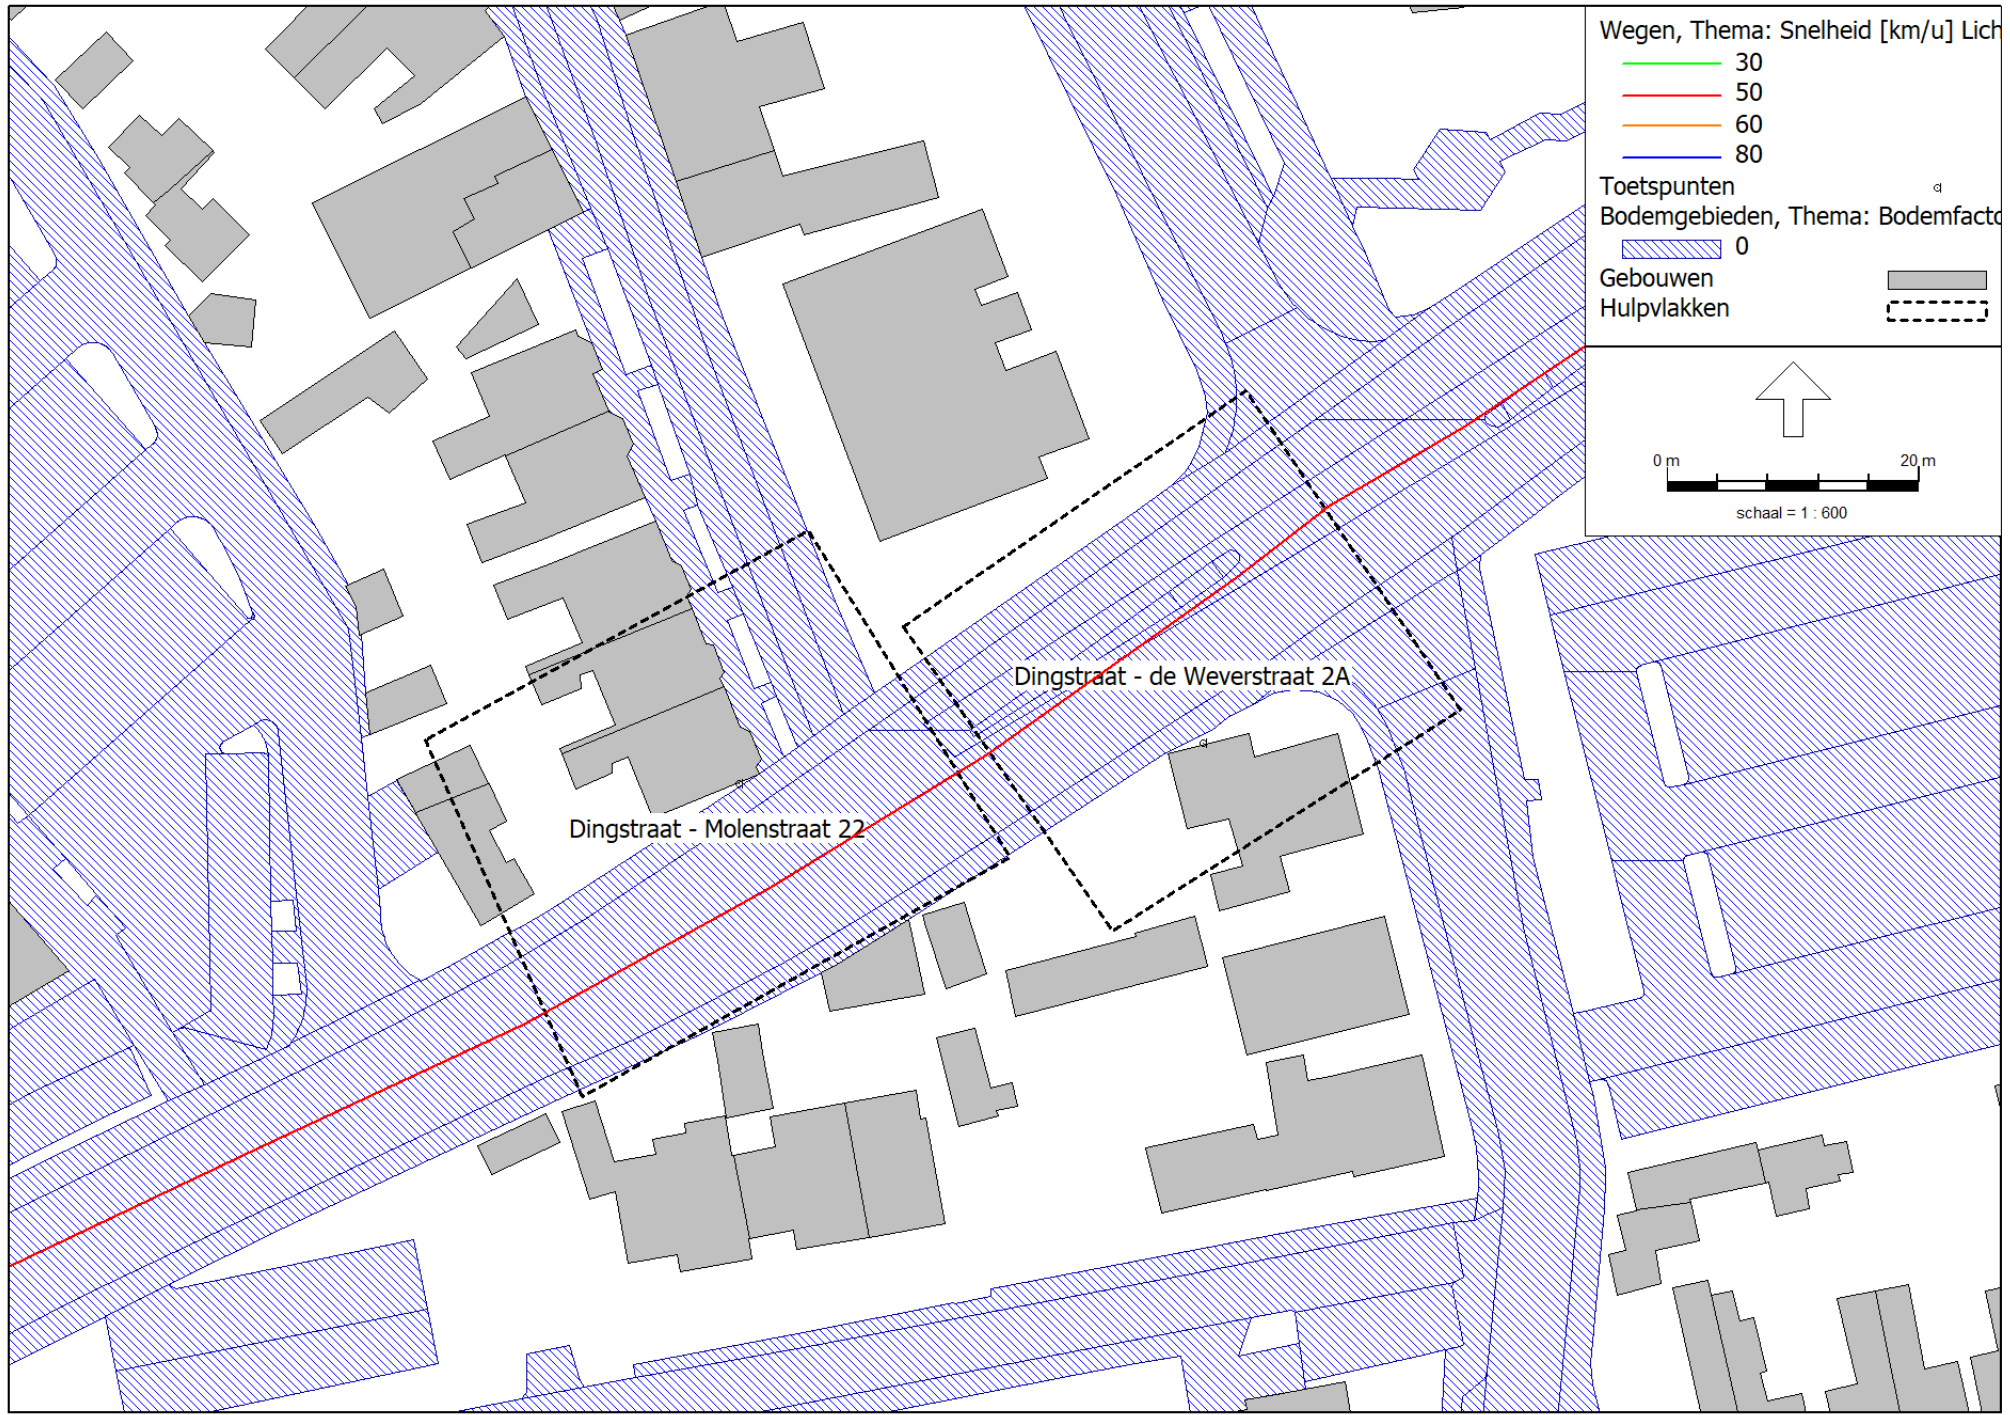 Wegen, Thema: Snelheid [km/u] Lich
30
50
60
80
Toetspunten
Bodemgebieden, Thema: Bodemfacto
0
Gebouwen
Hulpvlakken
0 m 20 m
schaal = 1 : 600
Dingstraat - de Weverstraat 2A
Dingstraat - Molenstraat 22